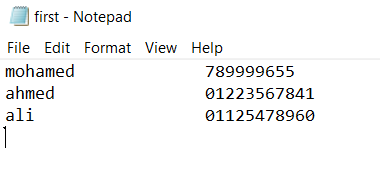 first - Notepad
File Edit Format View Help
mohamed 789999655
ahmed 01223567841
ali 01125478960